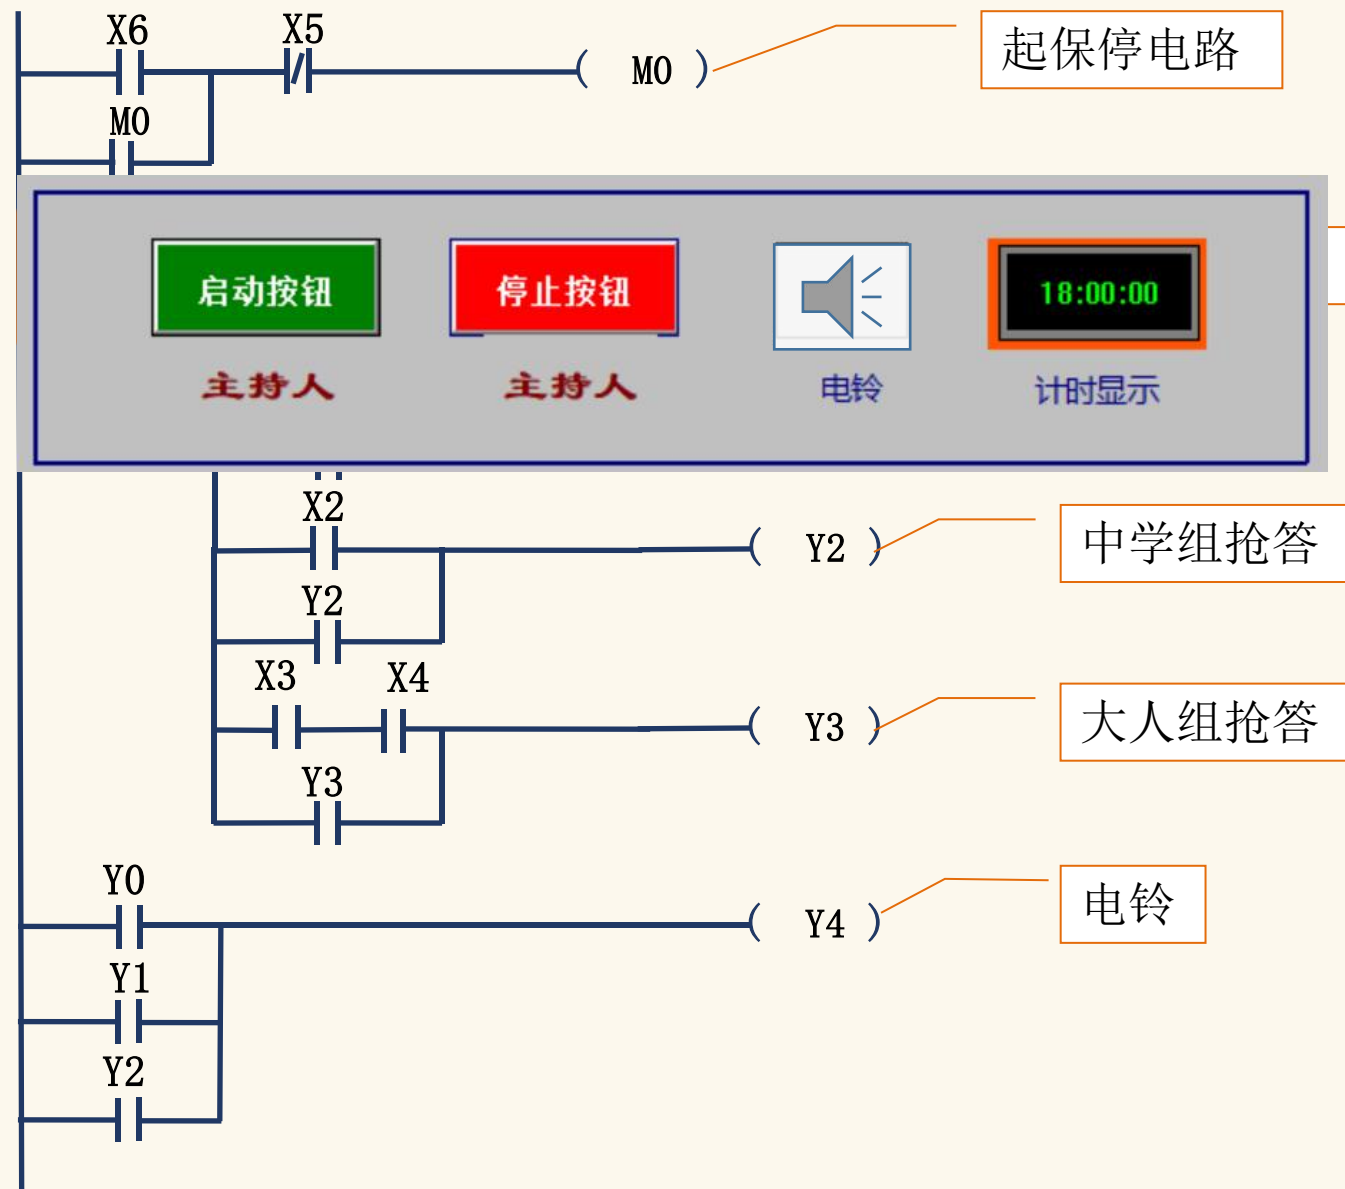 X6 X5
M0 起保停电路
M0
启动按钮 停止按钮 18:00:00
主持人 主持人 电铃 计时显示
X2
Y2 中学组抢答
Y2
X3 X4
Y3 大人组抢答
Y3
Y0
Y4 电铃
Y1
Y2